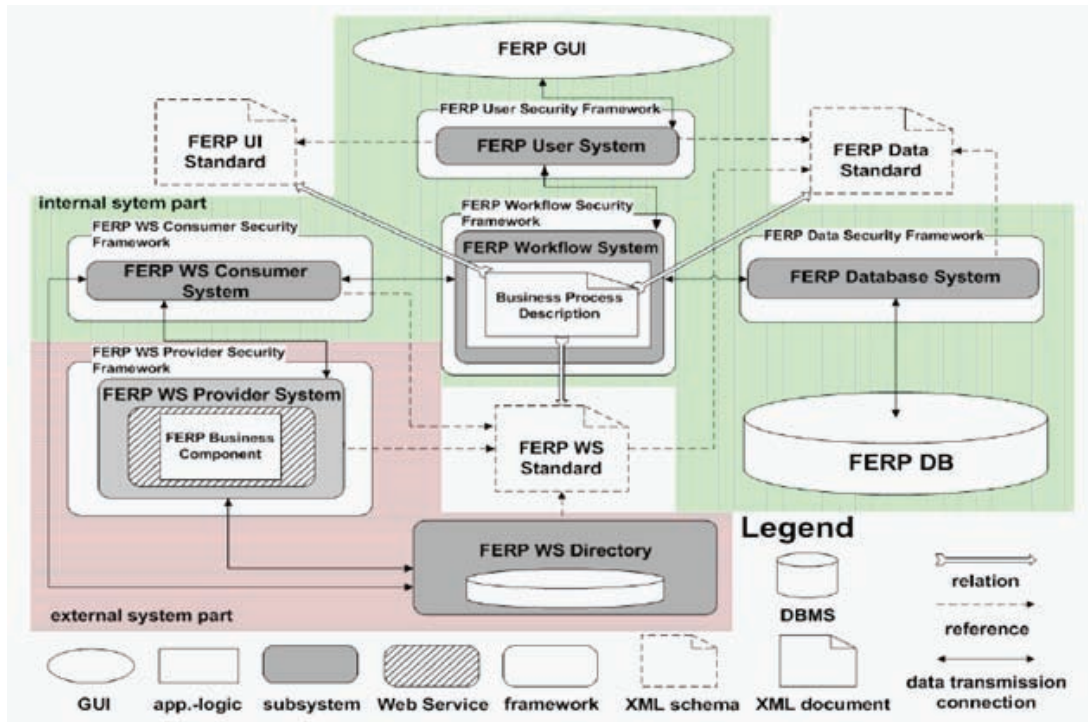 FERP GUI
FERP User Security Framework
FERP User System
FERP UI
Standard
FERP Data
Standard
internal sytem part
FERP WS Consumer Security
Framework
FERP WS Consumer
System
FERP Workflow Security
Framework
FERP Workflow System
Business Process
Description
FERP Data Security Framework
FERP Database System
FERP WS Provider Security
Framework
FERP WS Provider System
FERP Business
Component
FERP WS
Standard
FERP DB
FERP WS Directory
external system part
Legend
DBMS
relation
reference
data transmission
connection
GUI
app.-logic
subsystem
Web Service
framework
XML schema
XML document